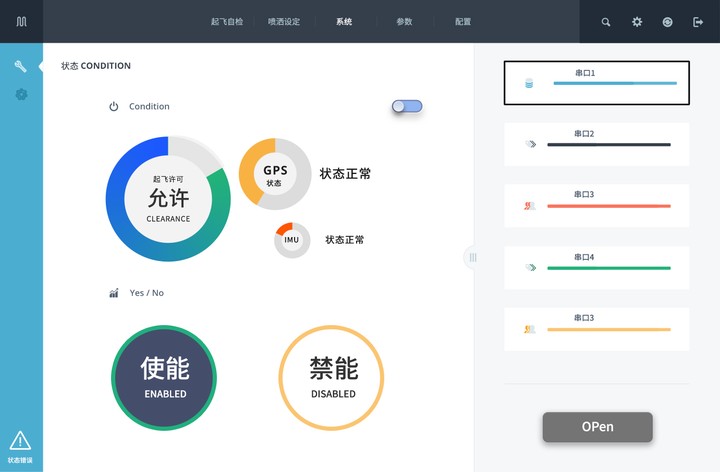 起飞自检 喷洒设定 系统 参数 配置
状态 CONDITION
Condition
起飞许可
允许
CLEARANCE
GPS
状态
状态正常
IMU
状态正常
Yes / No
使能
ENABLED
禁能
DISABLED
状态错误
串口1
串口2
串口3
串口4
串口3
OPen